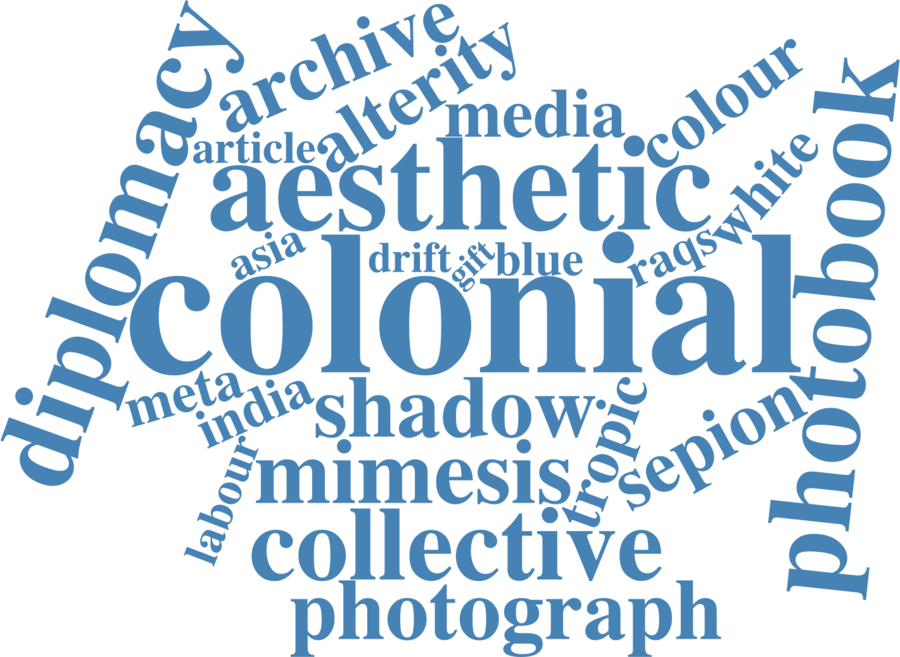 diplomacy
archive
alterity
media
colour
photobook
article
aesthetic
white
asia
drift
gift
blue
raqs
colonial
meta
india
shadow
tropic
sepion
labour
mimesis
collective
photograph